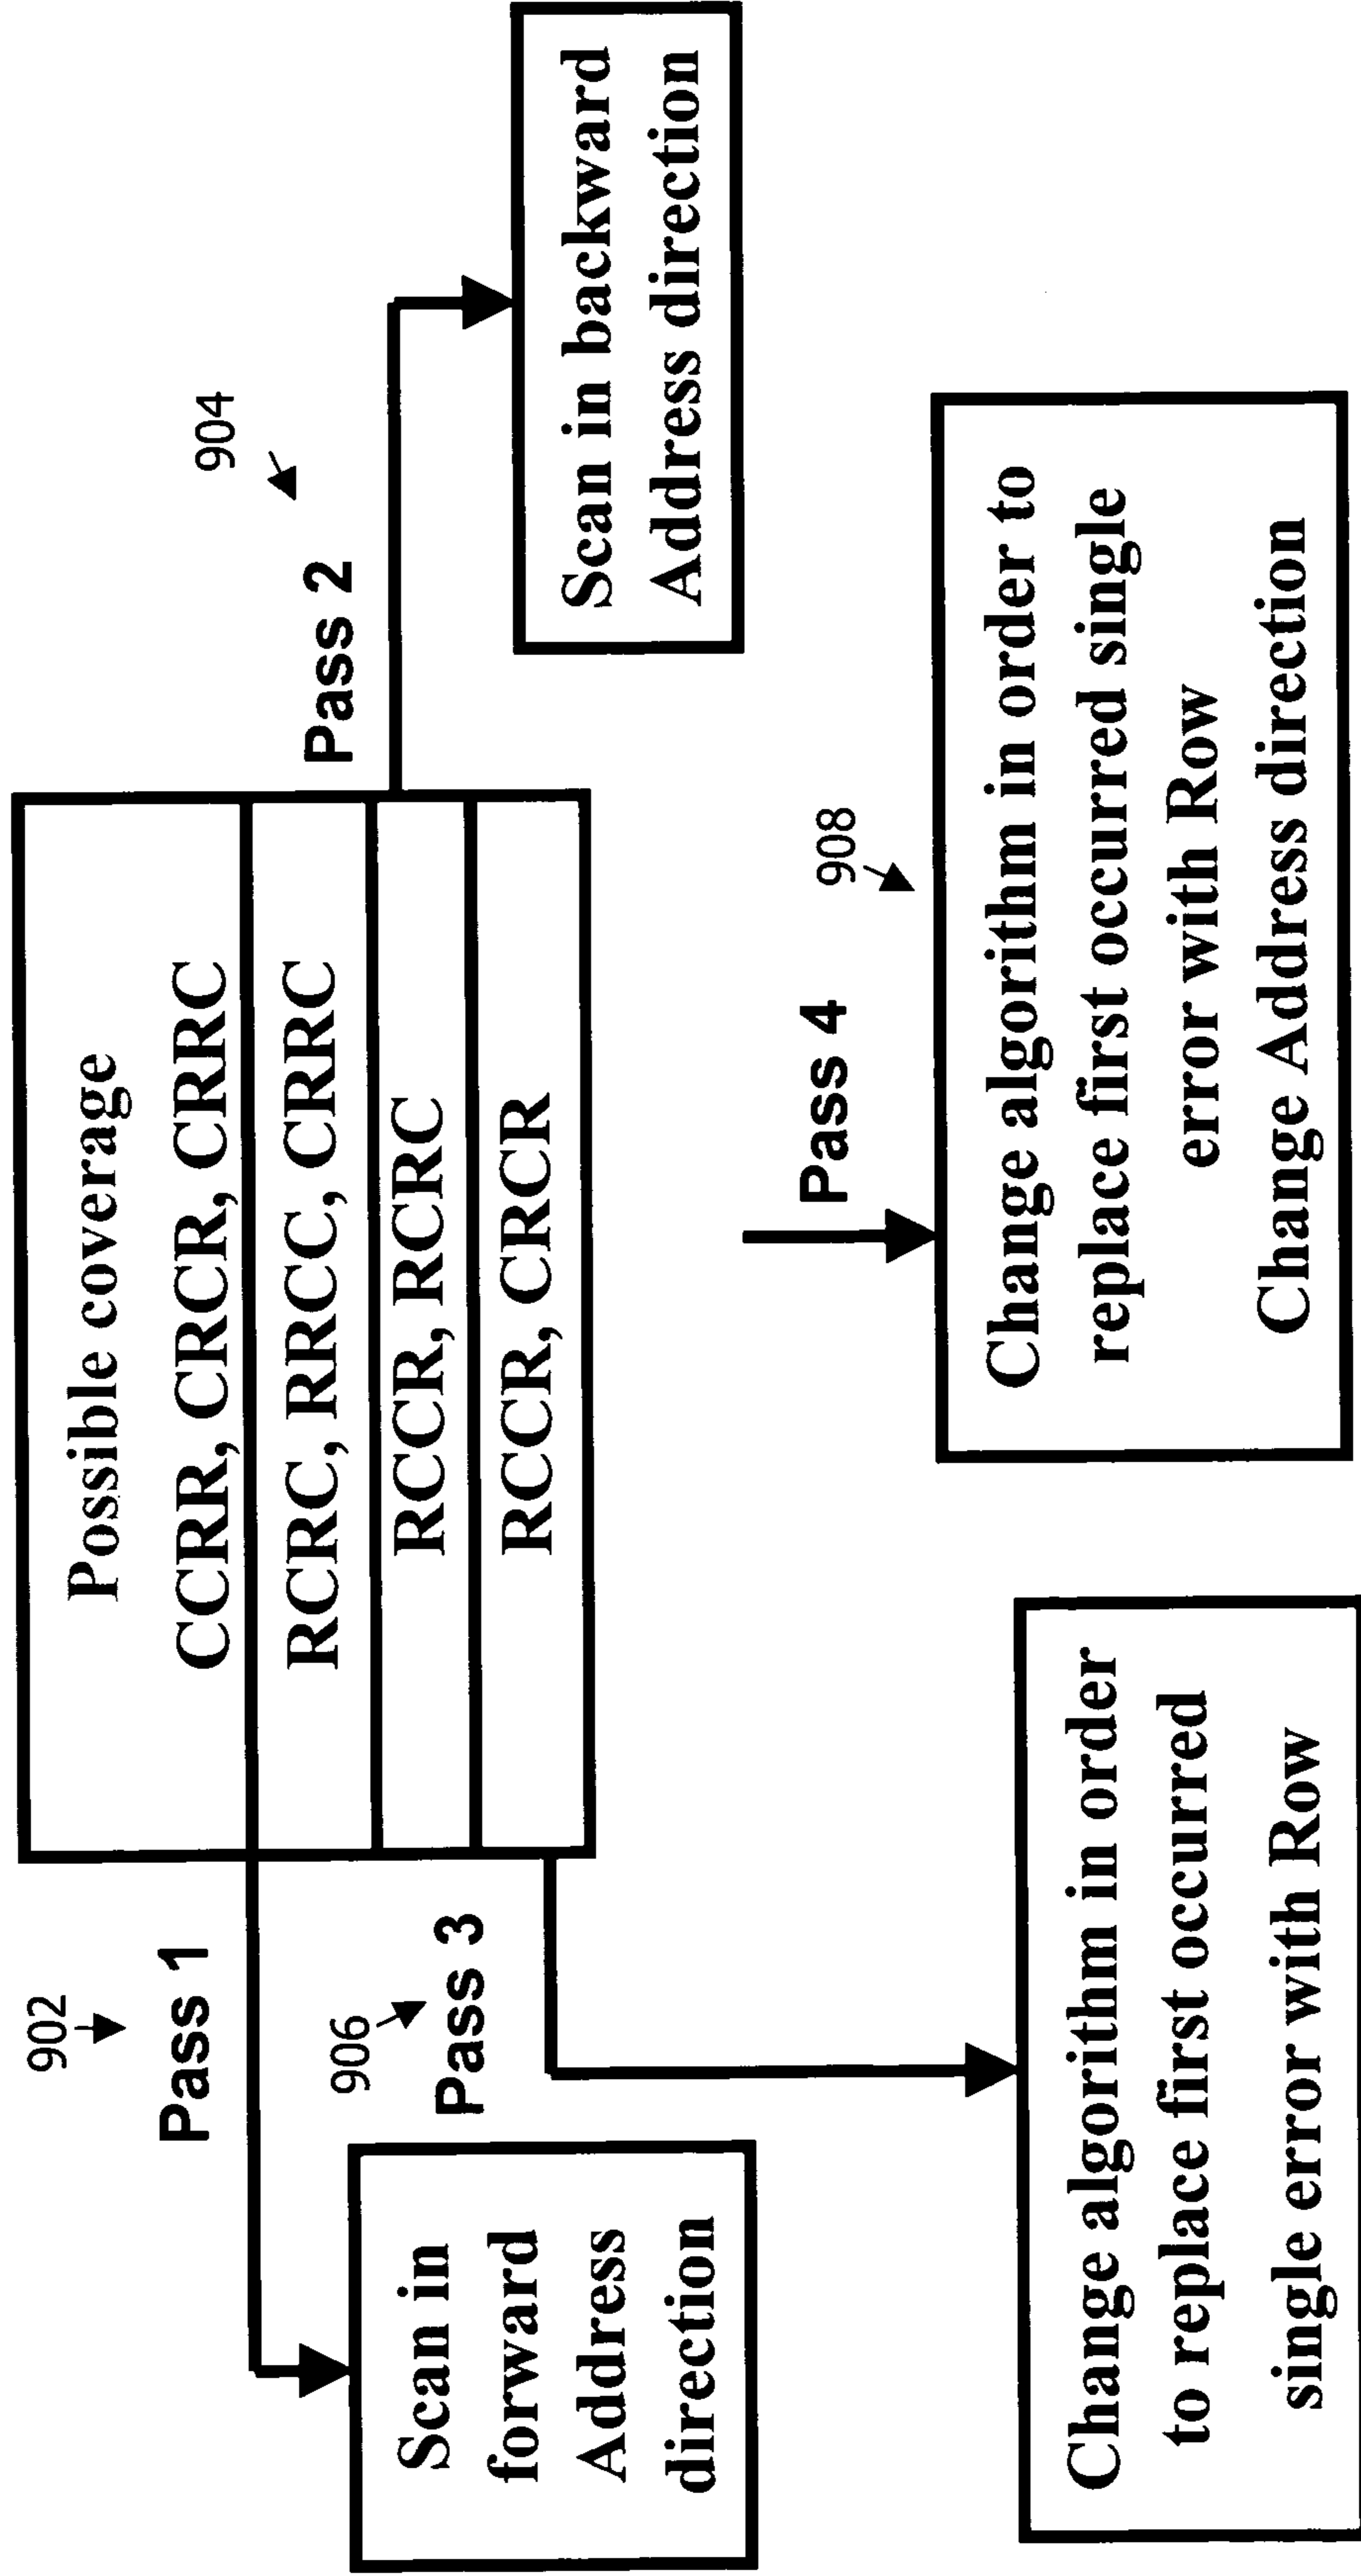 Possible coverage
CCRR, CRCR, CRRC
RCRC, RRCC, CRRC
RCCR, RCRC
RCCR, CRCR
902
Pass 1
Scan in
forward
Address
direction
904
Pass 2
Scan in backward
Address direction
906
Pass 3
Change algorithm in order
to replace first occurred
single error with Row
908
Pass 4
Change algorithm in order to
replace first occurred single
error with Row
Change Address direction